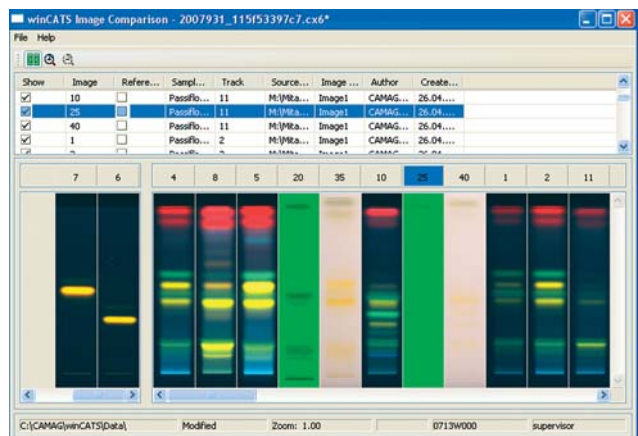 winCATS Image Comparison - 2007931_115f53397c7.cx6*
File Help
Show Image Refere... Sampl... Track Source... Image ... Author Create...
10 Passiflo... 11 M:\Mita... Image1 CAMAG... 26.04....
25 Passiflo... 11 M:\Mita... Image1 CAMAG... 26.04....
40 Passiflo... 11 M:\Mita... Image1 CAMAG... 26.04....
1 Passiflo... 2 M:\Mita... Image1 CAMAG... 26.04....
7 6 4 8 5 20 35 10 25 40 1 2 11
C:\CAMAG\winCATS\Data\ Modified Zoom: 1.00 0713W000 supervisor